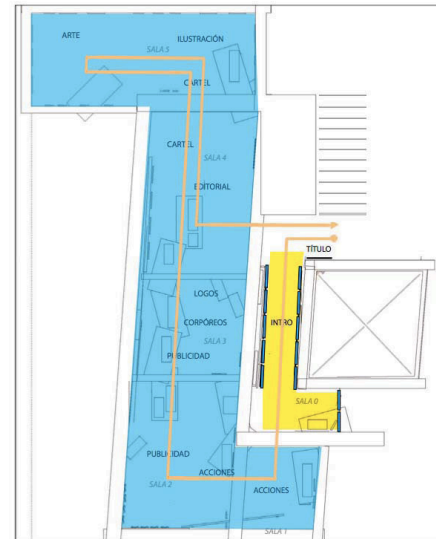 ARTE
ILUSTRACIÓN
SALA 5
CARTEL
CARTEL
SALA 4
EDITORIAL
TÍTULO
LOGOS
CORPÓREOS
INTRO
SALA 3
PUBLICIDAD
SALA 0
PUBLICIDAD
ACCIONES
SALA 2
ACCIONES
SALA 1